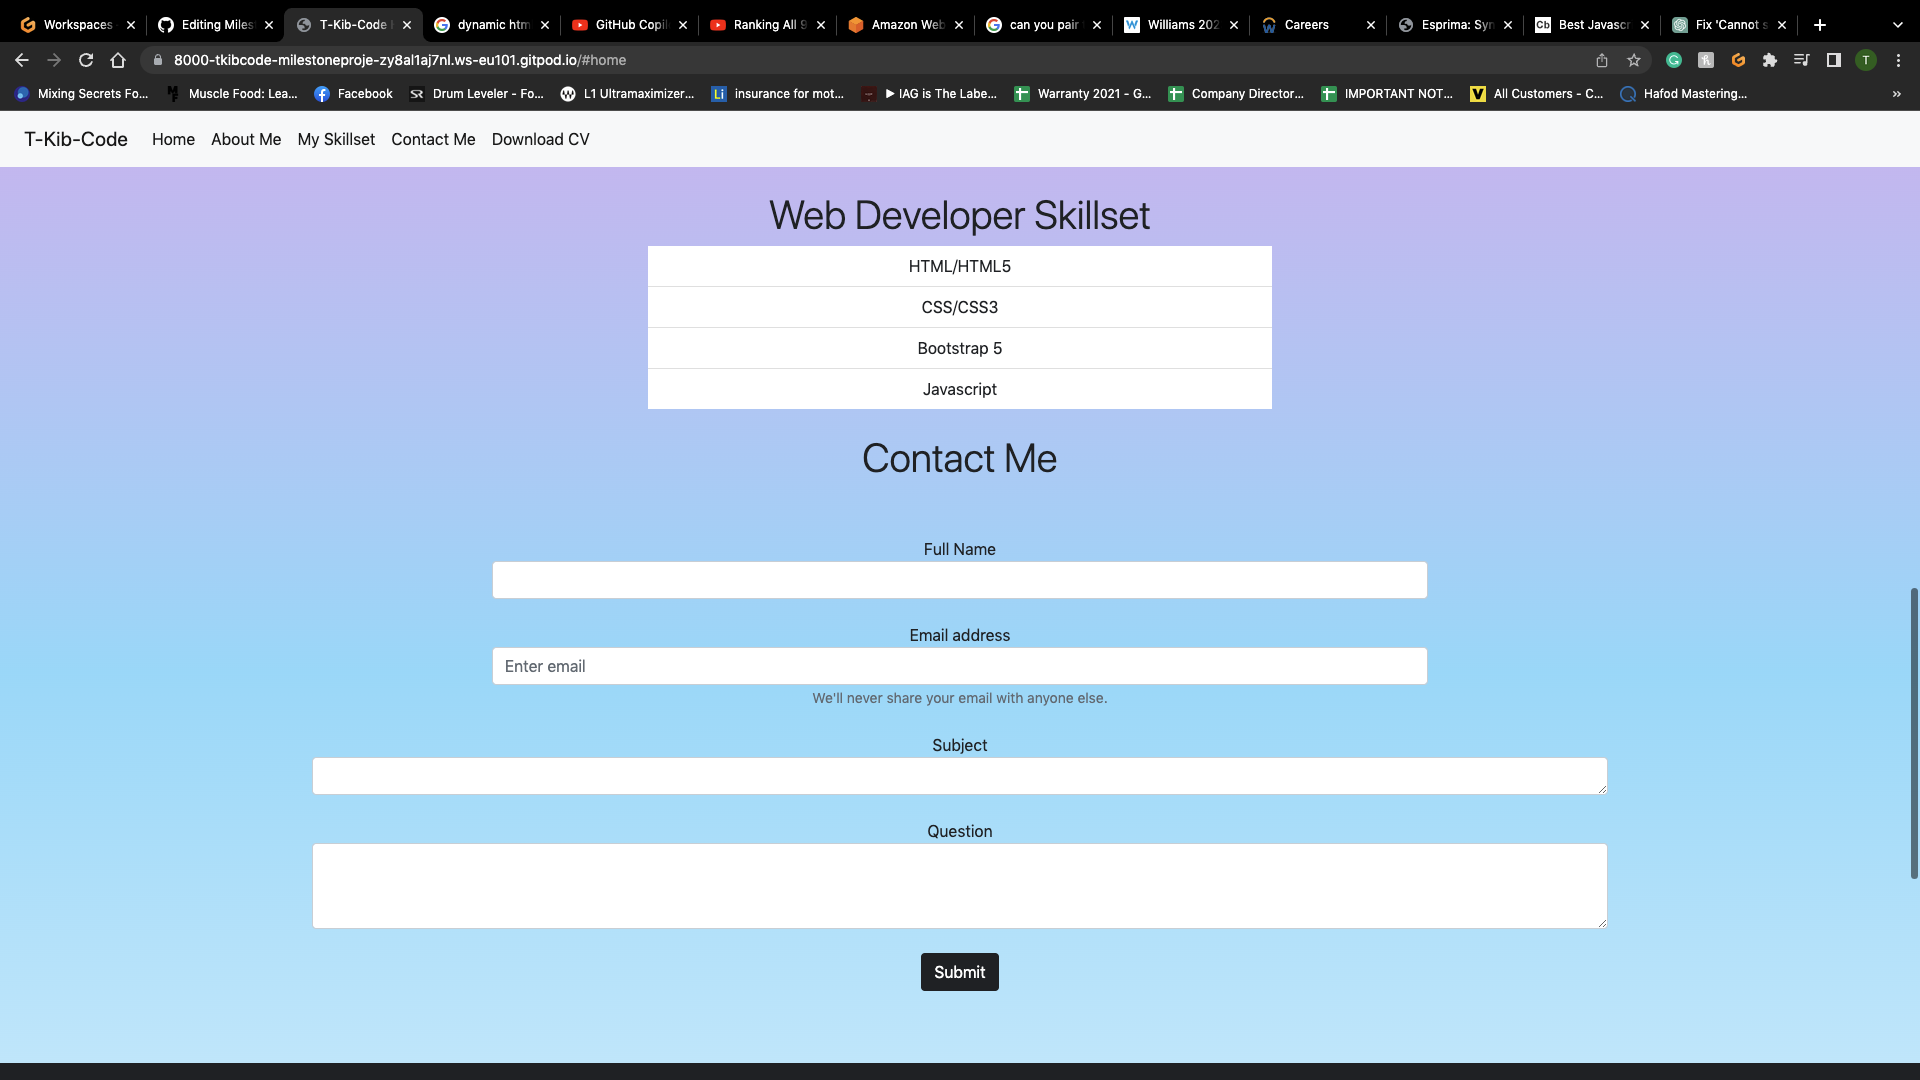 Workspaces
Editing Miles
T-Kib-Code
dynamic htm
GitHub Copil
Ranking All 9
Amazon Web
can you pair
Williams 202
Careers
Esprima: Syn
Best Javascr
Fix 'Cannot s
8000-tkibcode-milestoneproje-zy8al1aj7nl.ws-eu101.gitpod.io/#home
T
Mixing Secrets Fo...
Muscle Food: Lea...
Facebook
Drum Leveler - Fo...
L1 Ultramaximizer...
insurance for mot...
▶ IAG is The Labe...
Warranty 2021 - G...
Company Director...
IMPORTANT NOT...
All Customers - C...
Hafod Mastering...
»
T-Kib-Code
Home
About Me
My Skillset
Contact Me
Download CV
Web Developer Skillset
HTML/HTML5
CSS/CSS3
Bootstrap 5
Javascript
Contact Me
Full Name
Email address
Enter email
We'll never share your email with anyone else.
Subject
Question
Submit